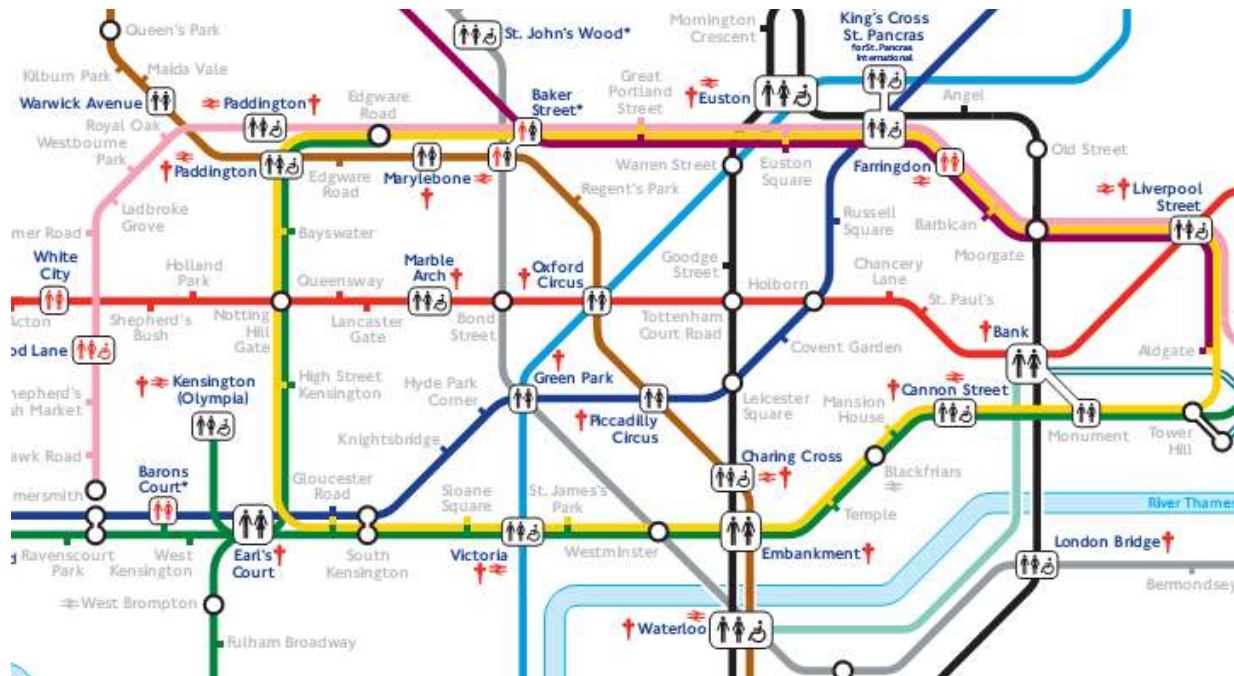 Queen's Park
St. John's Wood*
Mornington
Crescent
King's Cross
St. Pancras
for St. Pancras
International
Kilburn Park
Maida Vale
Warwick Avenue
Paddington
Edgware
Road
Baker
Street*
Great
Portland
Street
Euston
Angel
Royal Oak
Westbourne
Park
Paddington
Edgware
Road
Marylebone
Regent's Park
Warren Street
Euston
Square
Farringdon
Old Street
Liverpool
Street
Ladbroke
Grove
mer Road
Bayswater
Russell
Square
Barbican
Moorgate
White
City
Holland
Park
Queensway
Marble
Arch
Oxford
Circus
Goodge
Street
Holborn
Chancery
Lane
St. Paul's
Acton
Shepherd's
Bush
Notting
Hill
Gate
Lancaster
Gate
Bond
Street
Tottenham
Court Road
Covent Garden
Bank
Aldgate
od Lane
Kensington
(Olympia)
High Street
Kensington
Hyde Park
Corner
Green Park
Piccadilly
Circus
Leicester
Square
Mansion
House
Cannon Street
Monument
Tower
Hill
hepherd's
sh Market
awk Road
Knightsbridge
Charing Cross
Blackfriars
mersmith
Barons
Court*
Gloucester
Road
Sloane
Square
St. James's
Park
Temple
River Thames
g
Ravenscourt
Park
West
Kensington
Earl's
Court
South
Kensington
Victoria
Westminster
Embankment
London Bridge
Bermondsey
West Brompton
Fulham Broadway
Waterloo